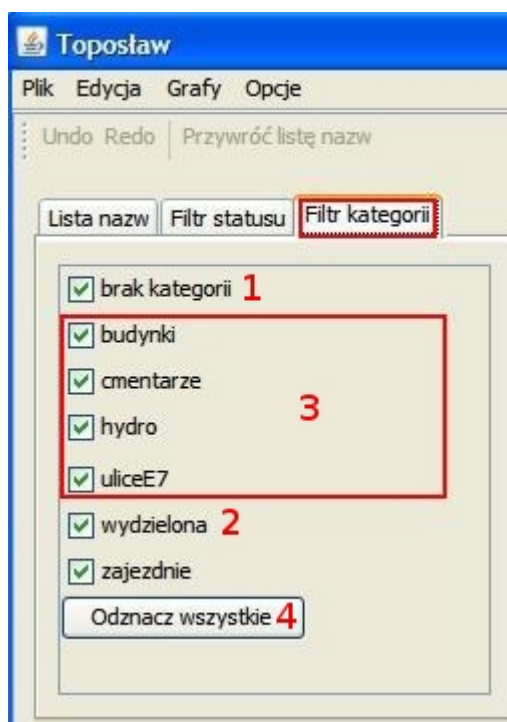 Toposław
Plik Edycja Grafy Opcje
Undo Redo Przywróć listę nazw
Lista nazw Filtr statusu Filtr kategorii
brak kategorii 1
budynki
cmentarze
3
hydro
uliceE7
wydzielona 2
zajezdnie
Odznacz wszystkie 4